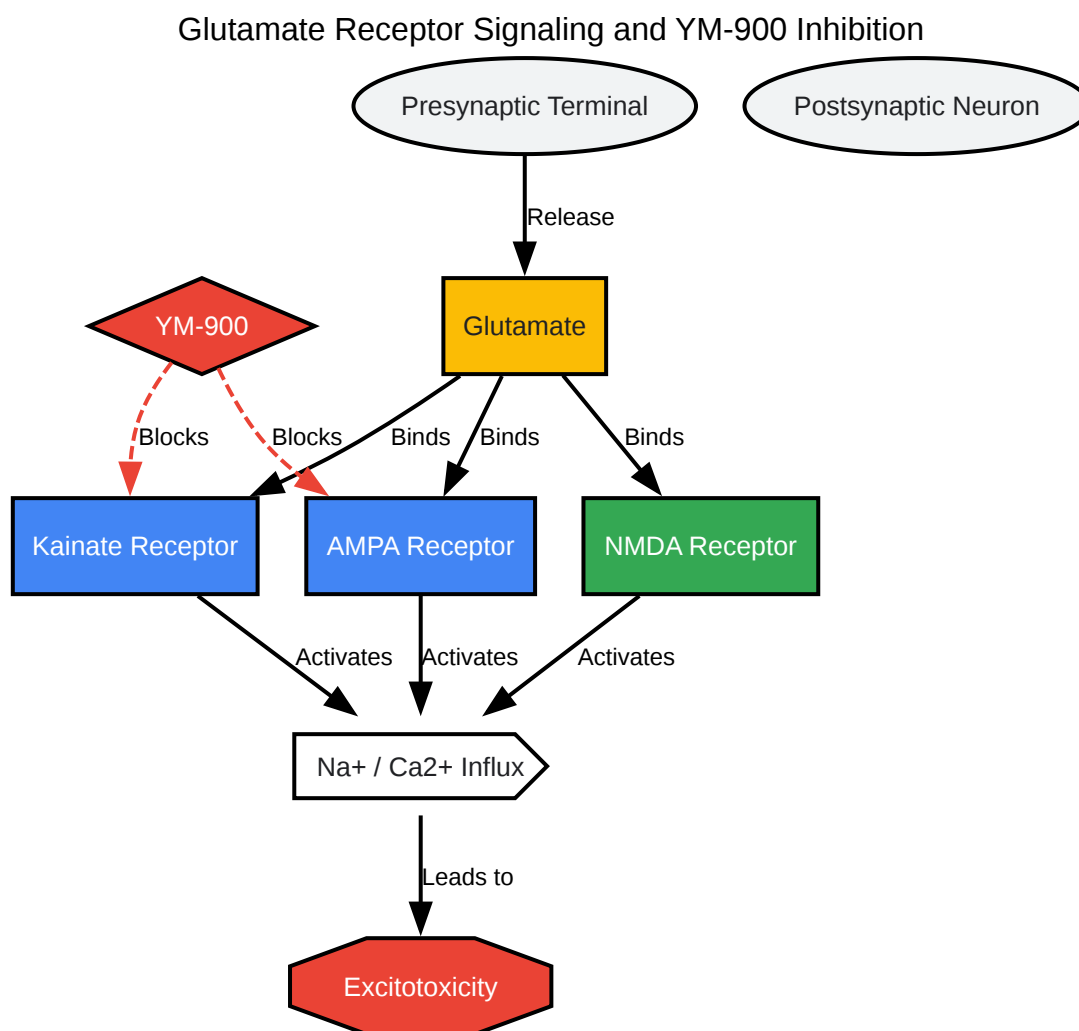 Glutamate Receptor Signaling and YM-900 Inhibition
Presynaptic Terminal
Postsynaptic Neuron
Release
YM-900
Glutamate
Blocks
Blocks
Binds
Binds
Binds
Kainate Receptor
AMPA Receptor
NMDA Receptor
Activates
Activates
Activates
Na+ / Ca2+ Influx
Leads to
Excitotoxicity